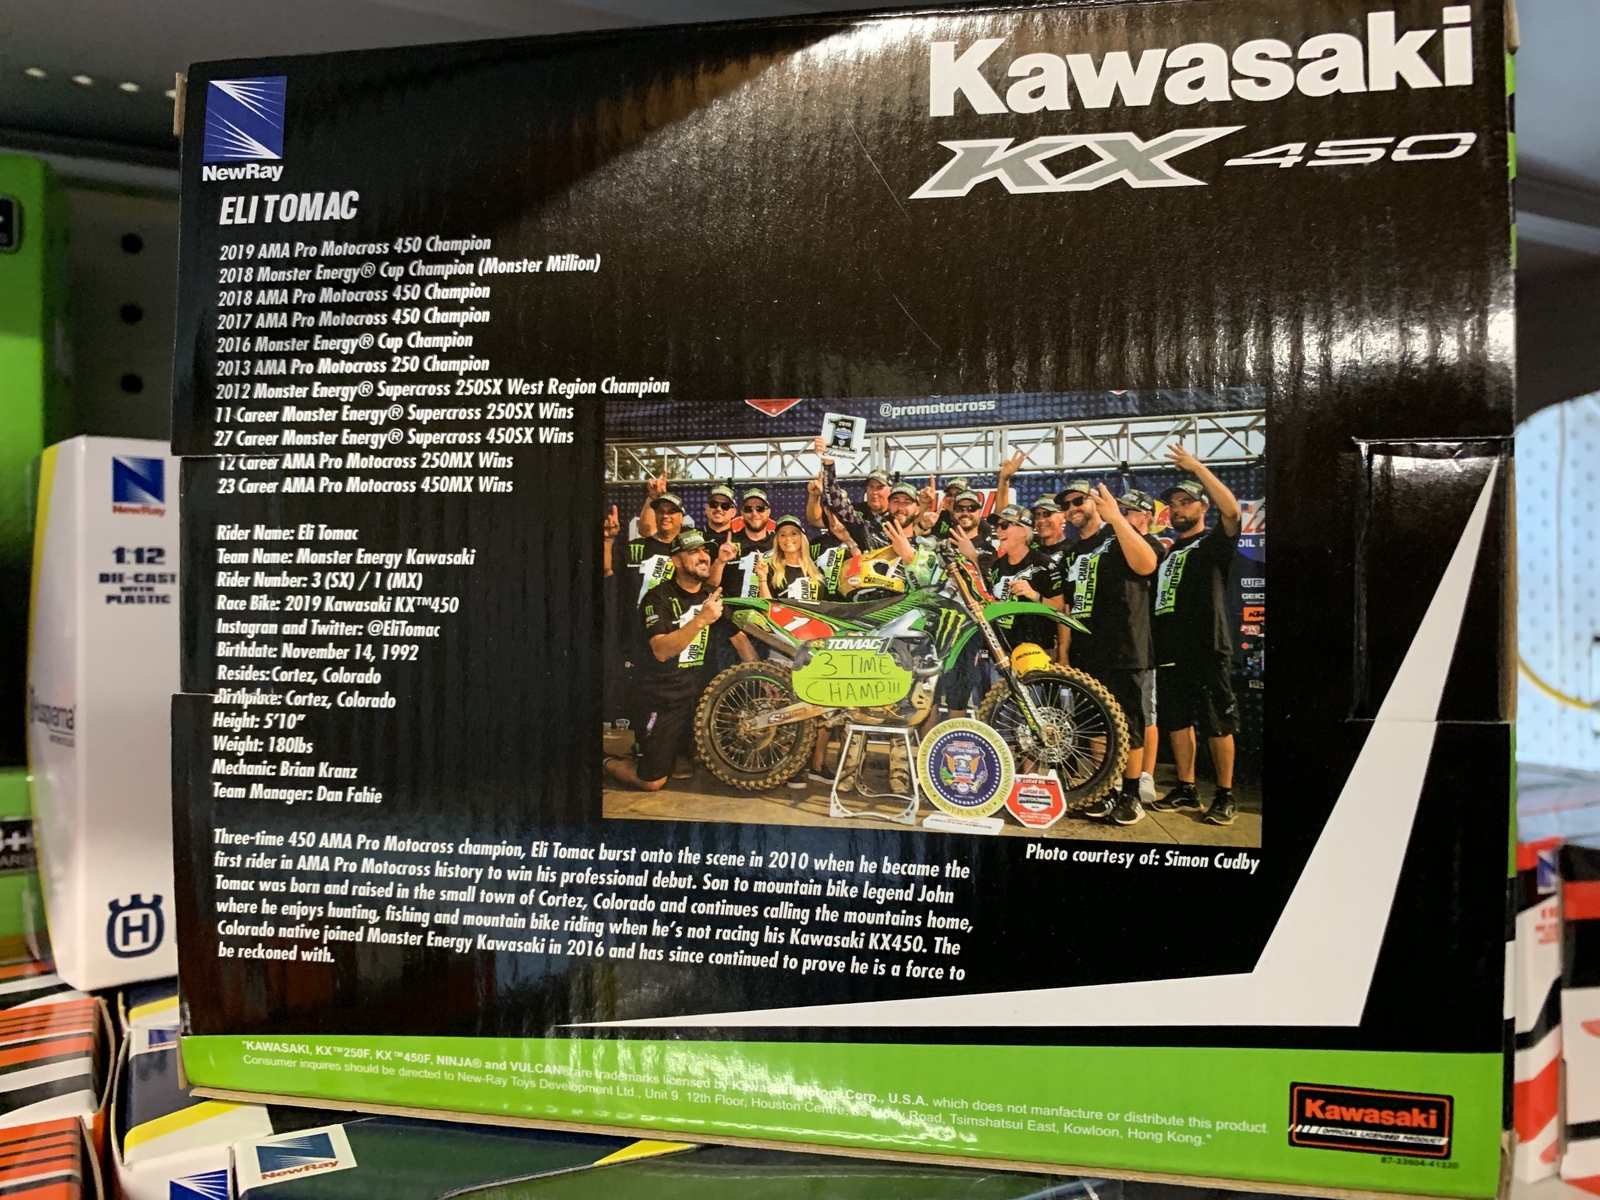 Kawasaki
KX 450
NewRay
ELI TOMAC
2019 AMA Pro Motocross 450 Champion
2018 Monster Energy® Cup Champion (Monster Million)
2018 AMA Pro Motocross 450 Champion
2017 AMA Pro Motocross 450 Champion
2016 Monster Energy® Cup Champion
2013 AMA Pro Motocross 250 Champion
2012 Monster Energy® Supercross 250SX West Region Champion
11 Career Monster Energy® Supercross 250SX Wins
27 Career Monster Energy® Supercross 450SX Wins
12 Career AMA Pro Motocross 250MX Wins
23 Career AMA Pro Motocross 450MX Wins
Rider Name: Eli Tomac
Team Name: Monster Energy Kawasaki
Rider Number: 3 (SX) / 1 (MX)
Race Bike: 2019 Kawasaki KX™450
Instagran and Twitter: @EliTomac
Birthdate: November 14, 1992
Resides: Cortez, Colorado
Birthplace: Cortez, Colorado
Height: 5'10"
Weight: 180lbs
Mechanic: Brian Kranz
Team Manager: Dan Fahie
@promotocross
TOMAC
3 TIME
CHAMP!!!
1
DUNLOP
Photo courtesy of: Simon Cudby
Three-time 450 AMA Pro Motocross champion, Eli Tomac burst onto the scene in 2010 when he became the
first rider in AMA Pro Motocross history to win his professional debut. Son to mountain bike legend John
Tomac was born and raised in the small town of Cortez, Colorado and continues calling the mountains home,
where he enjoys hunting, fishing and mountain bike riding when he's not racing his Kawasaki KX450. The
Colorado native joined Monster Energy Kawasaki in 2016 and has since continued to prove he is a force to
be reckoned with.
"KAWASAKI, KX™250F, KX™450F, NINJA® and VULCAN® are trademarks licensed by Kawasaki Motors Corp., U.S.A. which does not manfacture or distribute this product.
Consumer inquires should be directed to New-Ray Toys Development Ltd., Unit 9, 12th Floor, Houston Centre, 63 Mody Road, Tsimshatsui East, Kowloon, Hong Kong."
Kawasaki
OFFICIAL LICENSED PRODUCT
NewRay
1:12
DIE-CAST
WITH
PLASTIC
Husqvarna
NewRay